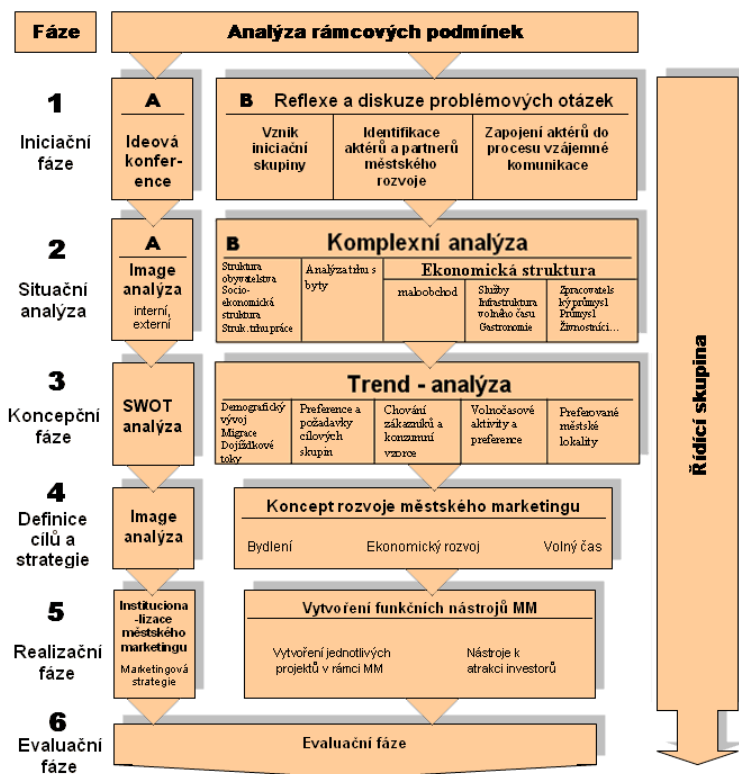 Fáze
Analýza rámcových podmínek
1
Iniciační
fáze
A
Ideová
konfer-
ence
B Reflexe a diskuze problémových otázek
Vznik
iniciační
skupiny
Identifikace
aktérů a partnerů
městského
rozvoje
Zapojení aktérů do
procesu vzájemné
komunikace
2
Situační
analýza
A
Image
analýza
interní,
externí
B Komplexní analýza
Struktura
obyvatelstva
Socio-
ekonomická
struktura
Struk. trhu práce
Analýza trhu s
byty
Ekonomická struktura
maloobchod
Služby
Infrastruktura
volného času
Gastronomie
Zpracovatels
ký průmysl
Průmysl
Živnostníci...
3
Koncepční
fáze
SWOT
analýza
Trend - analýza
Demografický
vývoj
Migrace
Dojížďkové
toky
Preference a
požadavky
cílových
skupin
Chování
zákazníků a
konzumní
vzorce
Volnočasové
aktivity a
preference
Preferované
městské
lokality
4
Definice
cílů a
strategie
Image
analýza
Koncept rozvoje městského marketingu
Bydlení Ekonomický rozvoj Volný čas
5
Realizační
fáze
Instituciona
-lizace
městského
marketingu
Marketingová
strategie
Vytvoření funkčních nástrojů MM
Vytvoření jednotlivých
projektů v rámci MM
Nástroje k
atrakci investorů
6
Evaluační
fáze
Evaluační fáze
Řídící skupina